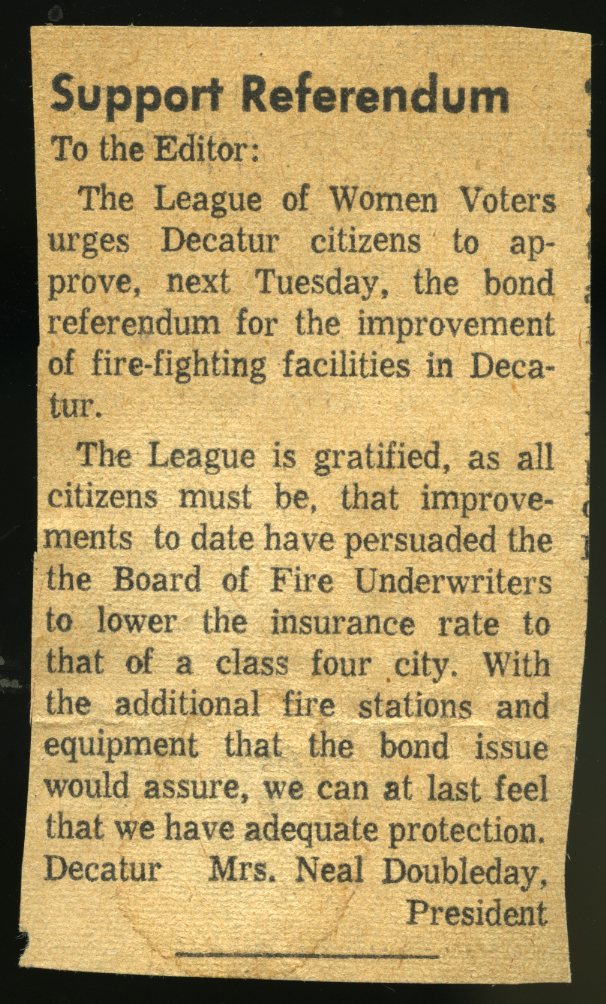 Support Referendum
To the Editor:
The League of Women Voters
urges Decatur citizens to ap-
prove, next Tuesday, the bond
referendum for the improvement
of fire-fighting facilities in Deca-
tur.
The League is gratified, as all
citizens must be, that improve-
ments to date have persuaded the
the Board of Fire Underwriters
to lower the insurance rate to
that of a class four city. With
the additional fire stations and
equipment that the bond issue
would assure, we can at last feel
that we have adequate protection.
Decatur Mrs. Neal Doubleday,
President